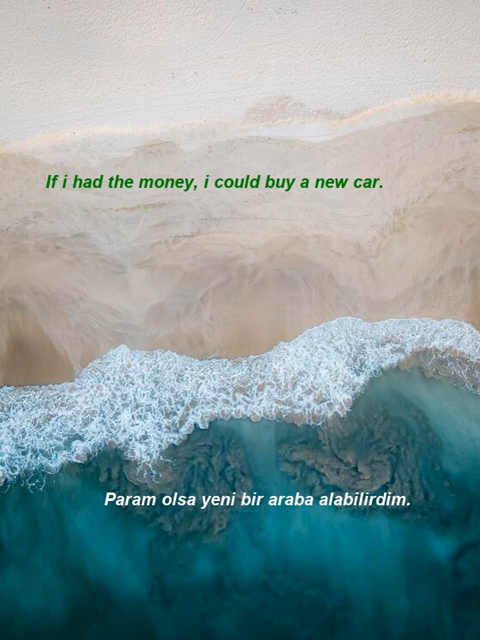 If i had the money, i could buy a new car.
Param olsa yeni bir araba alabilirdim.